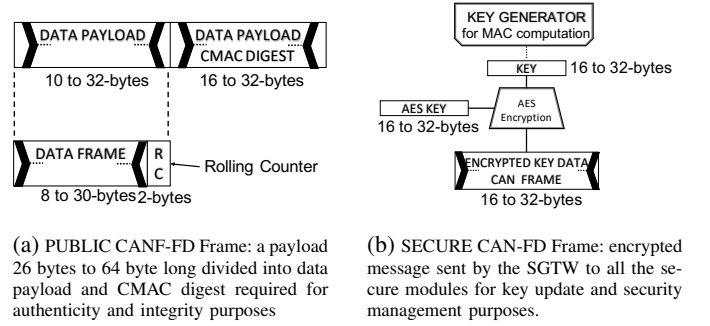 DATA PAYLOAD
DATA PAYLOAD
CMAC DIGEST
10 to 32-bytes
16 to 32-bytes
DATA FRAME
R
C
Rolling Counter
8 to 30-bytes
2-bytes
(a) PUBLIC CANF-FD Frame: a payload
26 bytes to 64 byte long divided into data
payload and CMAC digest required for
authenticity and integrity purposes
KEY GENERATOR
for MAC computation
KEY
16 to 32-bytes
AES KEY
16 to 32-bytes
AES
Encryption
ENCRYPTED KEY DATA
CAN FRAME
16 to 32-bytes
(b) SECURE CAN-FD Frame: encrypted
message sent by the SGTW to all the se-
cure modules for key update and security
management purposes.